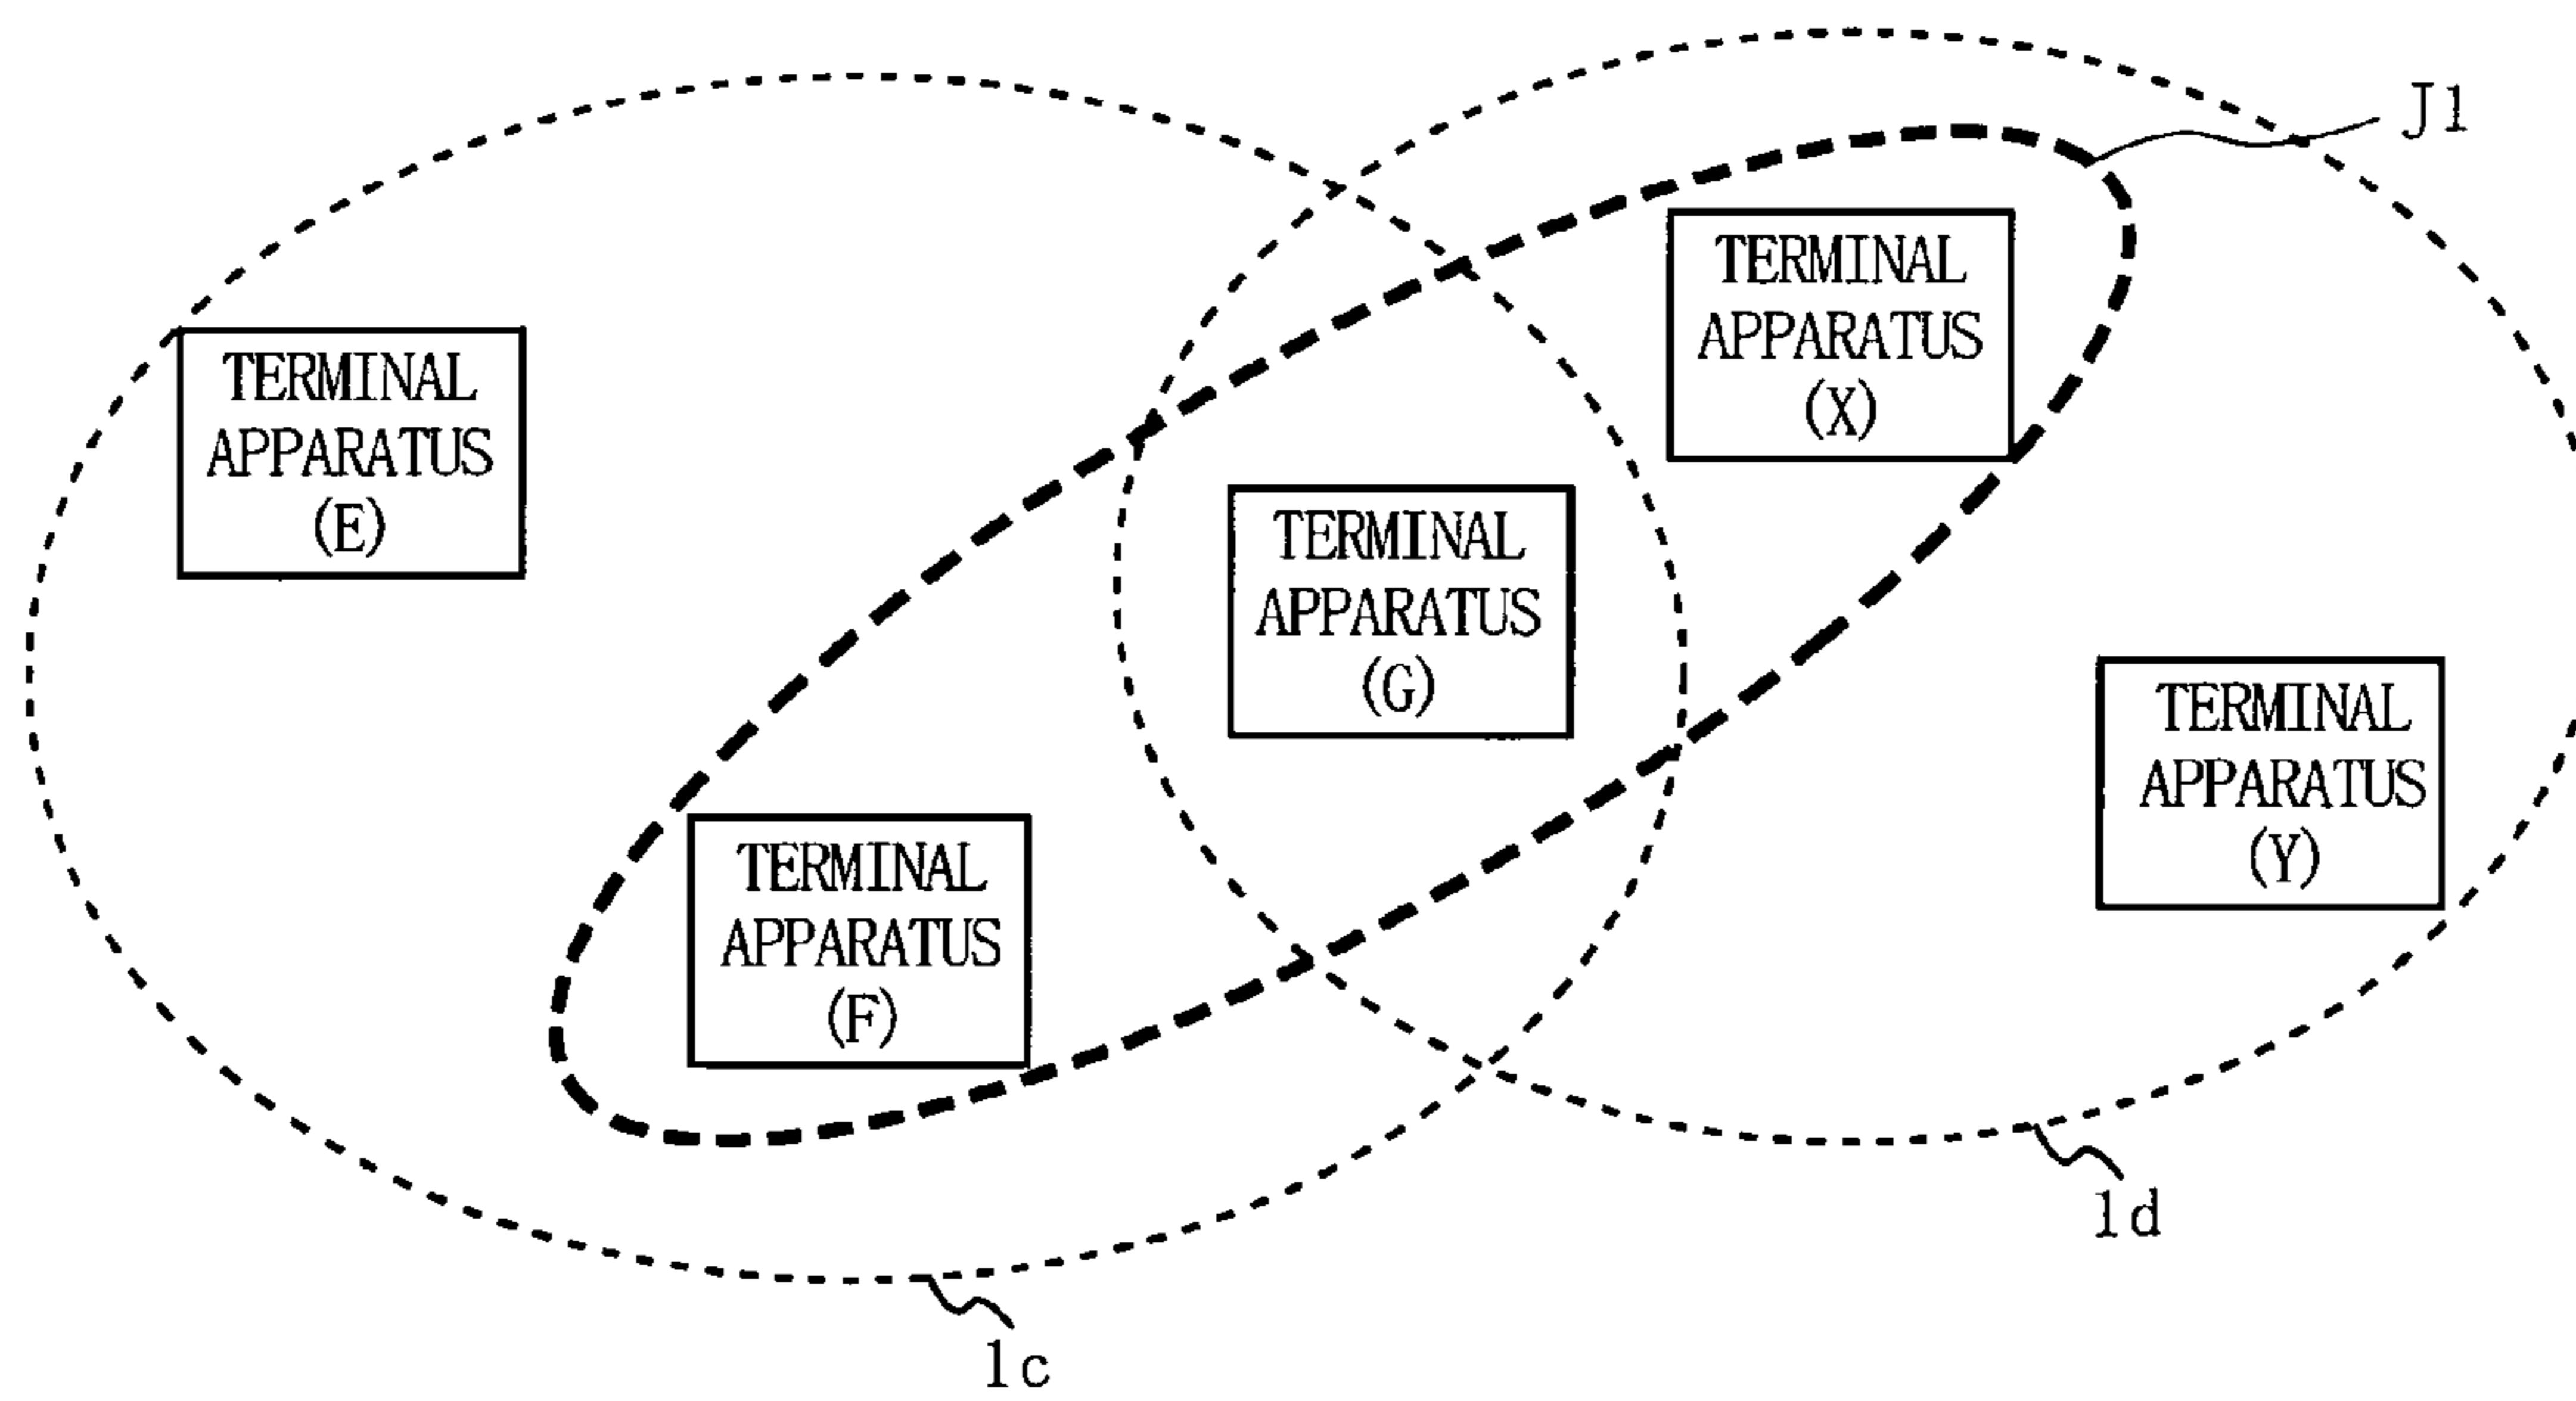 J1
TERMINAL
APPARATUS
(X)
TERMINAL
APPARATUS
(E)
TERMINAL
APPARATUS
(G)
TERMINAL
APPARATUS
(Y)
TERMINAL
APPARATUS
(F)
1d
1c